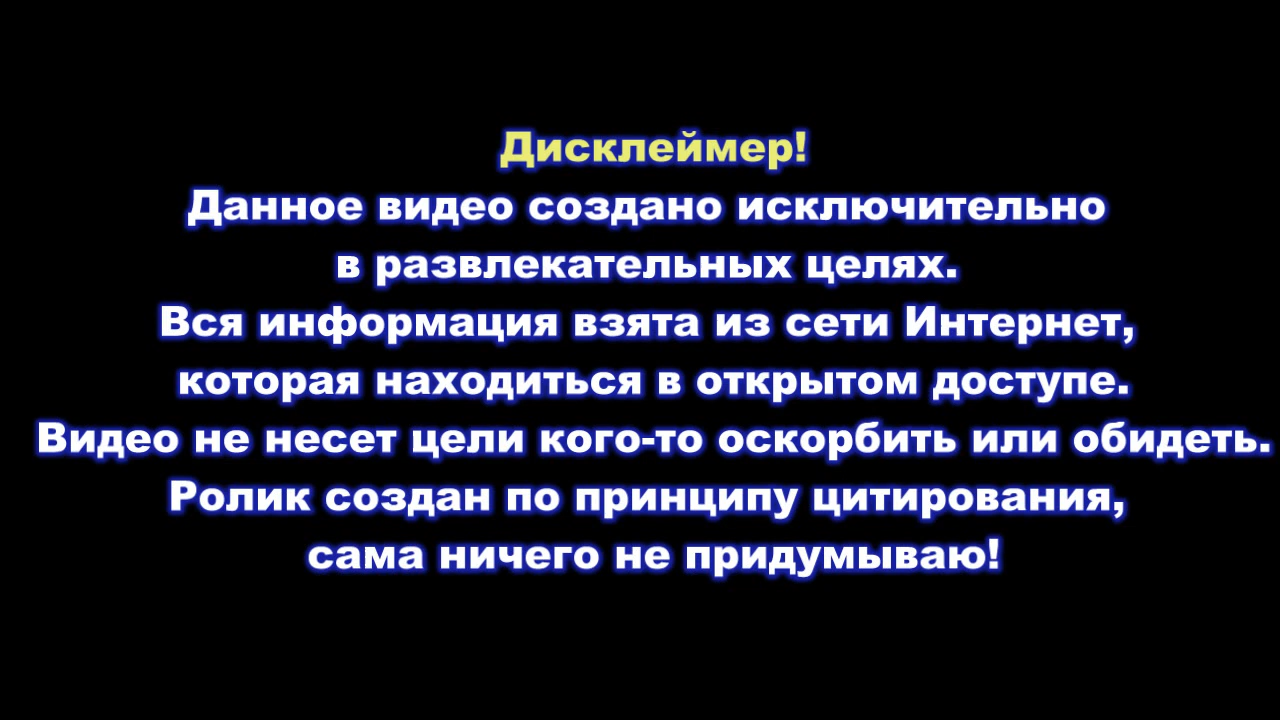 Дисклеймер!
Данное видео создано исключительно
в развлекательных целях.
Вся информация взята из сети Интернет,
которая находиться в открытом доступе.
Видео не несет цели кого-то оскорбить или обидеть.
Ролик создан по принципу цитирования,
сама ничего не придумываю!